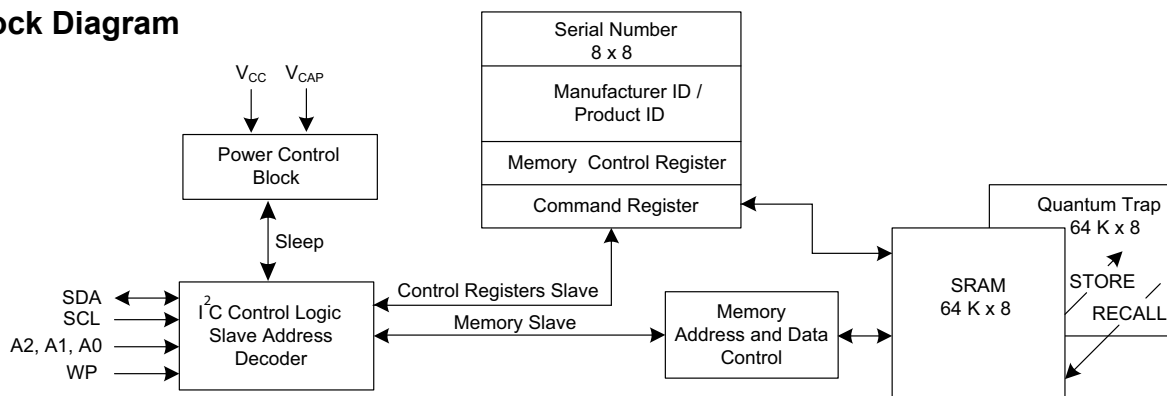 ock Diagram
Serial Number
8 x 8
Manufacturer ID /
Product ID
Memory Control Register
Command Register
VCC VCAP
Power Control
Block
Sleep
Quantum Trap
64 K x 8
SRAM
64 K x 8
STORE
RECALL
SDA
SCL
A2, A1, A0
WP
I2C Control Logic
Slave Address
Decoder
Control Registers Slave
Memory Slave
Memory
Address and Data
Control